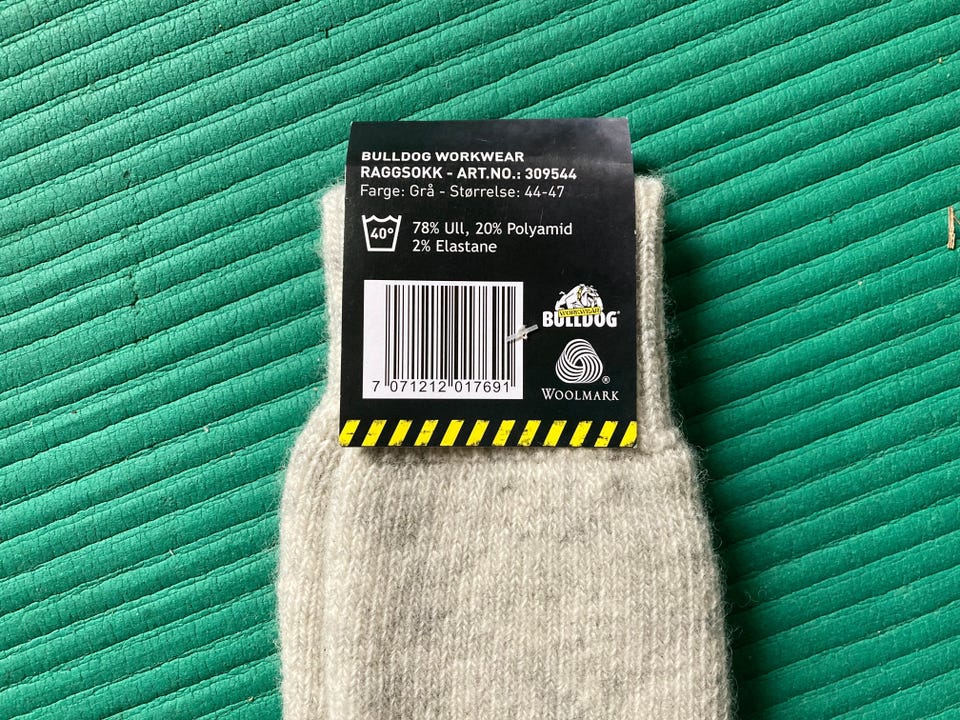 BULLDOG WORKWEAR
RAGGSOKK - ART.NO.: 309544
Farge: Grå - Størrelse: 44-47
40°
78% Ull, 20% Polyamid
2% Elastane
WORKWEAR
BULLDOG®
7 071212 017691
®
WOOLMARK